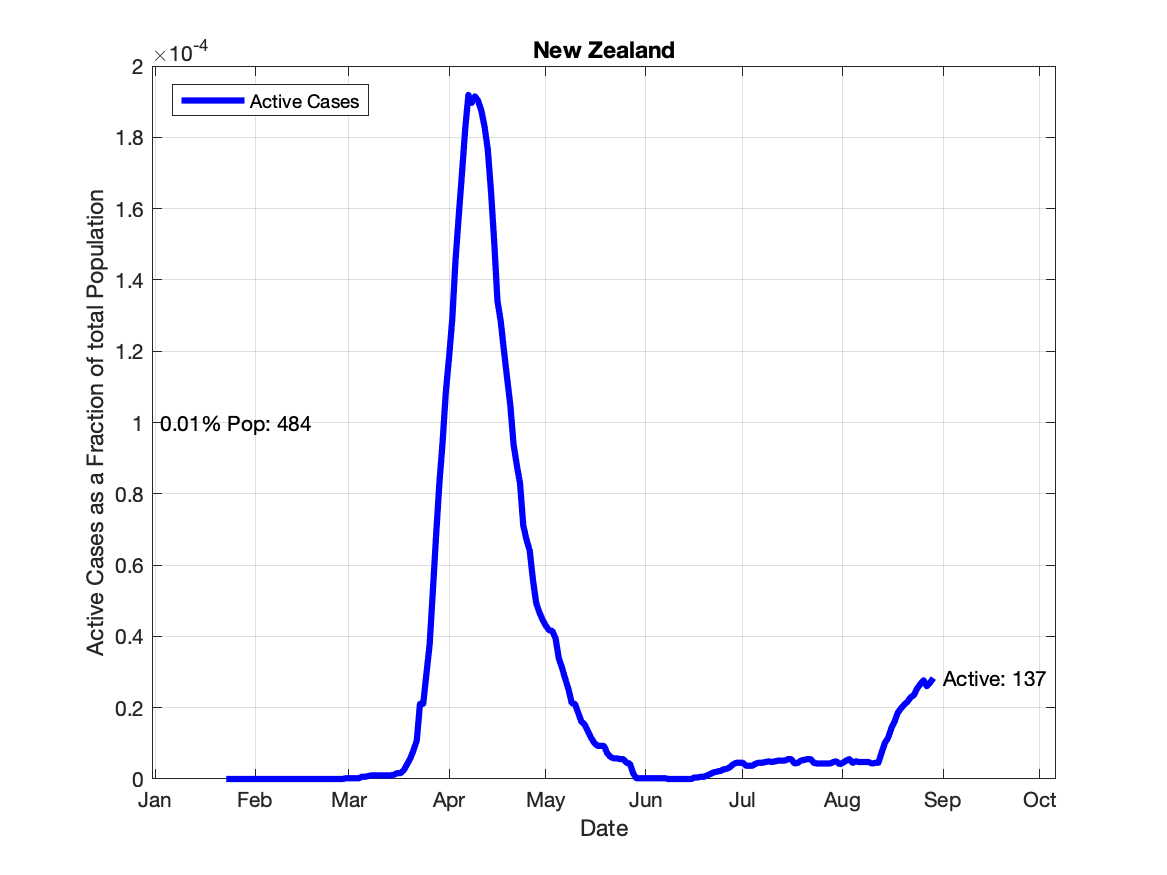 New Zealand
×10-4
Active Cases
2
1.8
1.6
1.4
1.2
1
0.8
0.6
0.4
0.2
0
0.01% Pop: 484
Active: 137
Active Cases as a Fraction of total Population
Jan Feb Mar Apr May Jun Jul Aug Sep Oct
Date